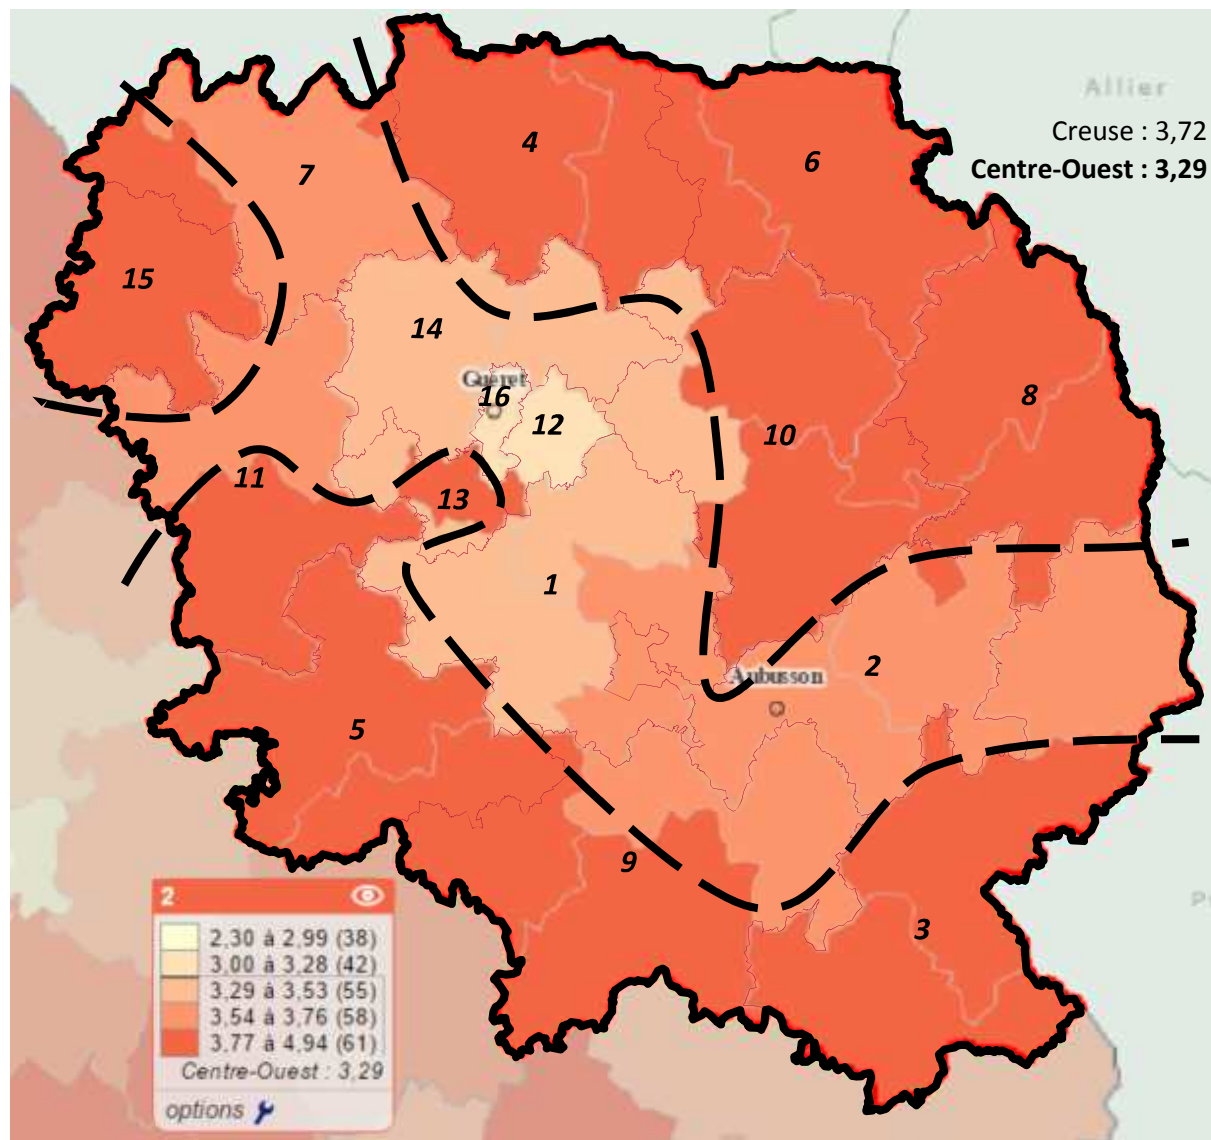 Allier
Creuse : 3,72
Centre-Ouest : 3,29
4
6
7
15
14
8
Guéret
16
12
10
11
13
1
2
Aubusson
5
9
3
2
2,30 à 2,99 (38)
3,00 à 3,28 (42)
3,29 à 3,53 (55)
3,54 à 3,76 (58)
3,77 à 4,94 (61)
Centre-Ouest : 3,29
options